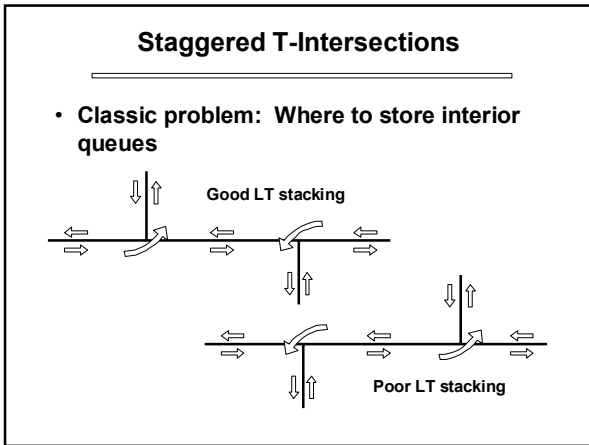 Staggered T-Intersections
• Classic problem: Where to store interior
queues
Good LT stacking
Poor LT stacking